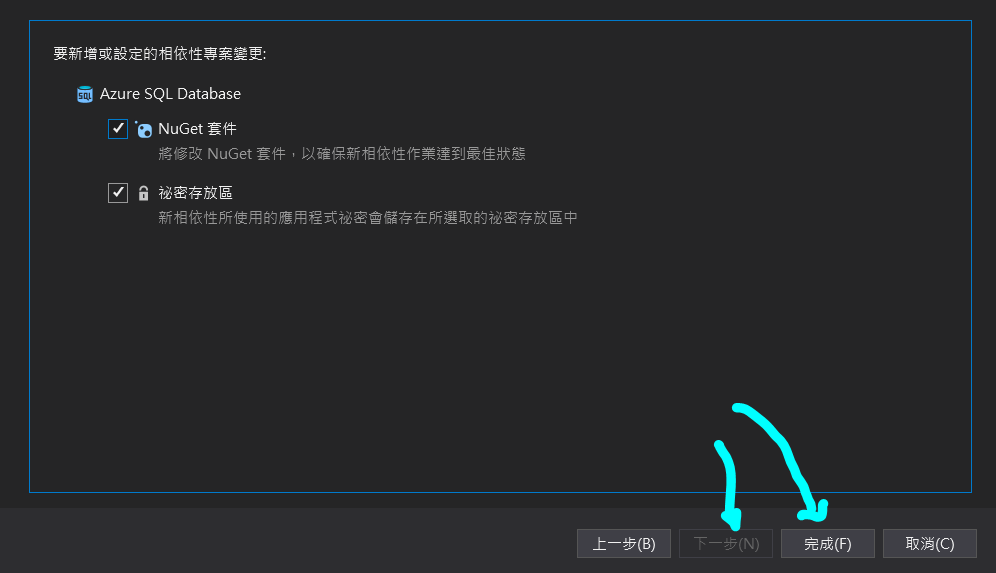 要新增或設定的相依性專案變更:
Azure SQL Database
NuGet 套件
將修改 NuGet 套件，以確保新相依性作業達到最佳狀態
祕密存放區
新相依性所使用的應用程式祕密會儲存在所選取的祕密存放區中
上一步(B) 下一步(N) 完成(F) 取消(C)